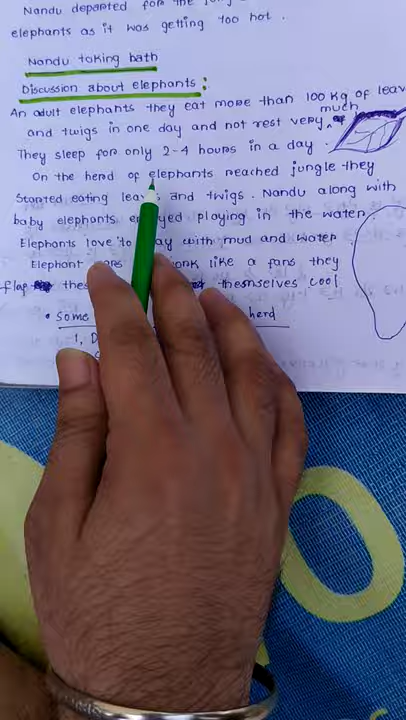 Nandu departed for the jung
elephants as it was getting too hot.
Nandu taking bath
Discussion about elephants:
An adult elephants they eat more than 100 Kg of leav
and twigs in one day and not rest very much
They sleep for only 2-4 hours in a day.
On the herd of elephants reached jungle they
Started eating lea s and twigs. Nandu along with
baby elephants en yed playing in the water.
Elephants love to ay with mud and water.
Elephant ears like a fans they
flap thes themselves cool
• some herd
1, D